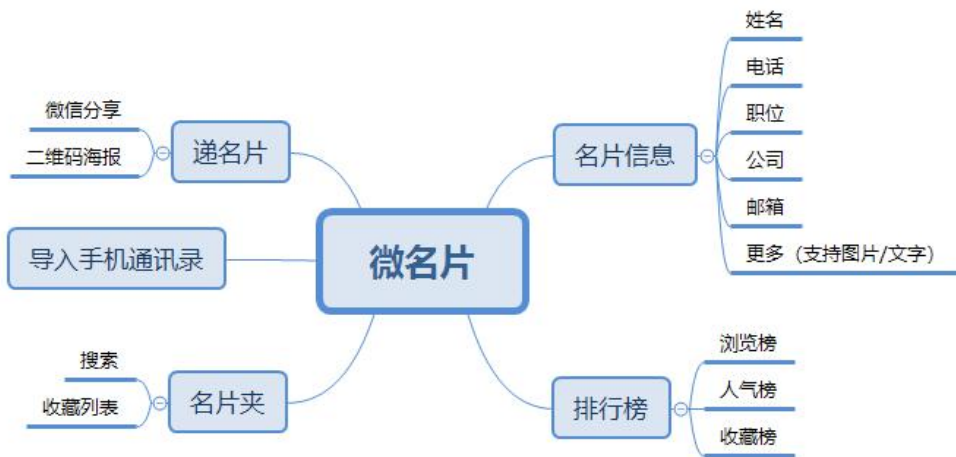 微名片
名片信息
姓名
电话
职位
公司
邮箱
更多（支持图片/文字）
排行榜
浏览榜
人气榜
收藏榜
递名片
微信分享
二维码海报
导入手机通讯录
名片夹
搜索
收藏列表